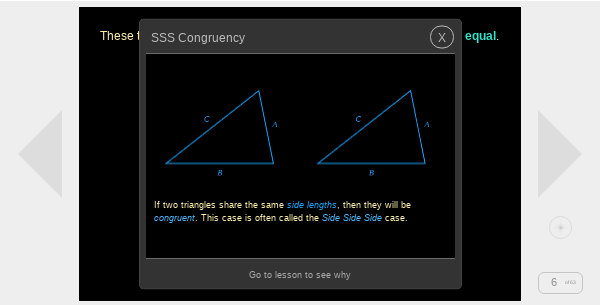 These
equal.
SSS Congruency
X
C
A
B
C
A
B
If two triangles share the same side lengths, then they will be
congruent. This case is often called the Side Side Side case.
Go to lesson to see why
6